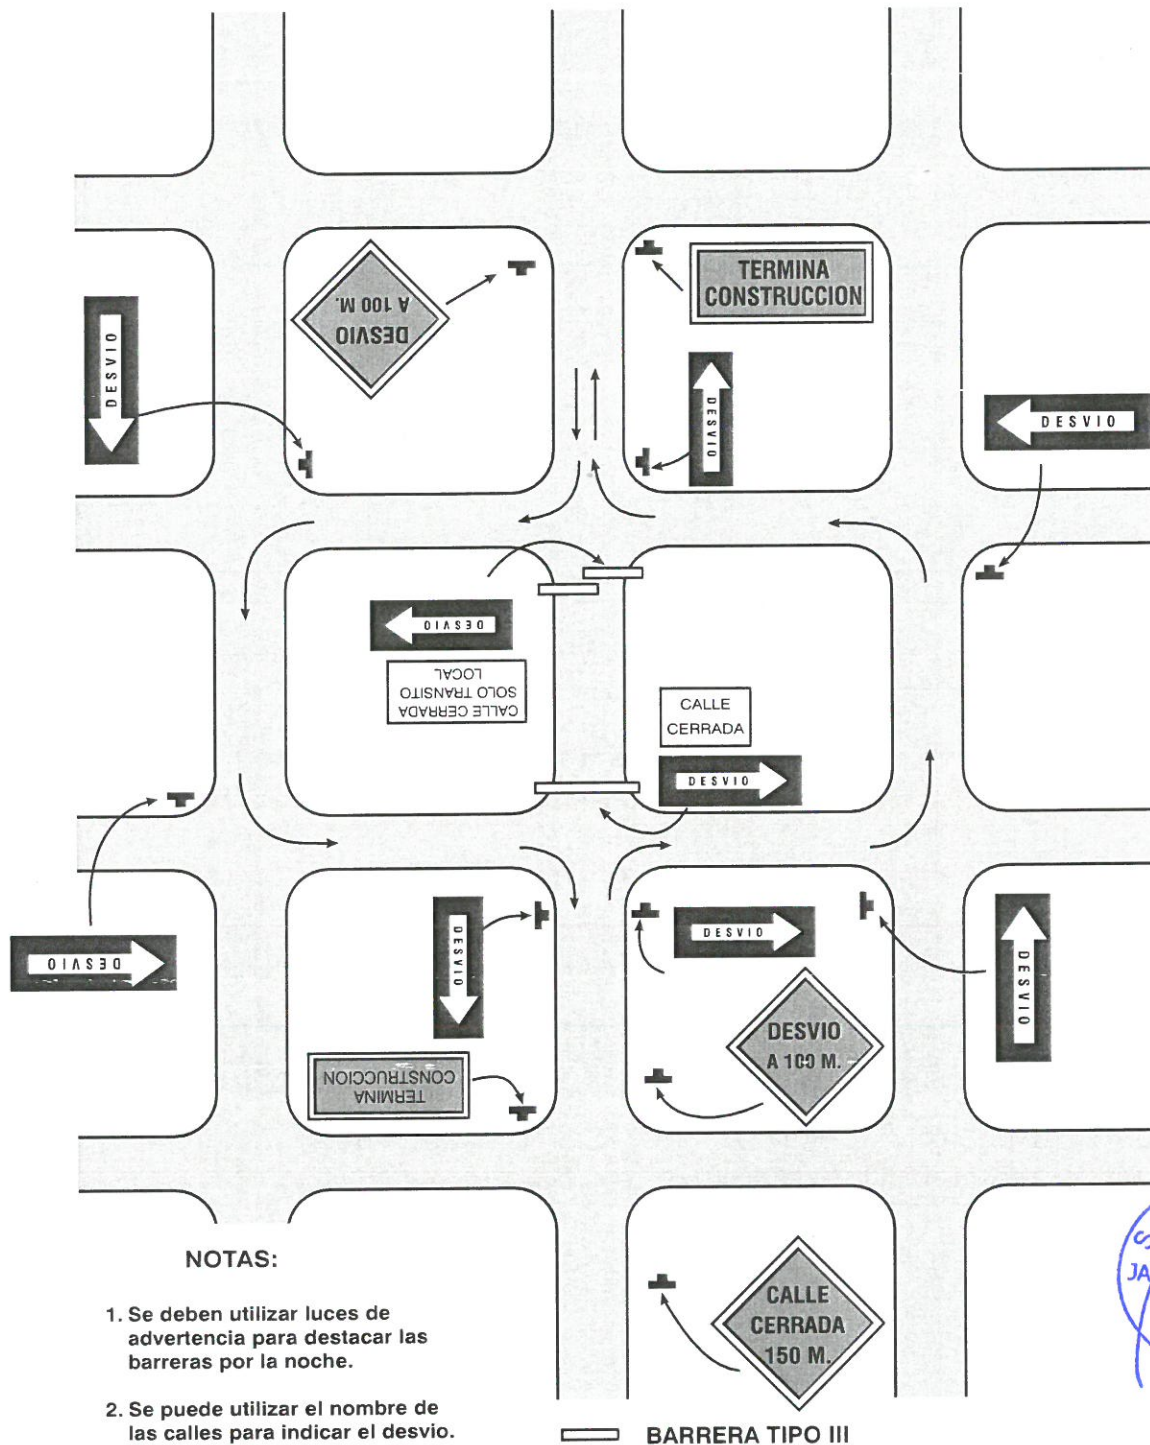 DESVIO
A 100 M.
TERMINA
CONSTRUCCION
DESVIO
DESVIO
DESVIO
DESVIO
CALLE CERRADA
SOLO TRANSITO
LOCAL
CALLE
CERRADA
DESVIO
DESVIO
DESVIO
DESVIO
DESVIO
DESVIO
A 100 M.
TERMINA
CONSTRUCCION
NOTAS:
1. Se deben utilizar luces de
advertencia para destacar las
barreras por la noche.
2. Se puede utilizar el nombre de
las calles para indicar el desvio.
CALLE
CERRADA
150 M.
BARRERA TIPO III
JA